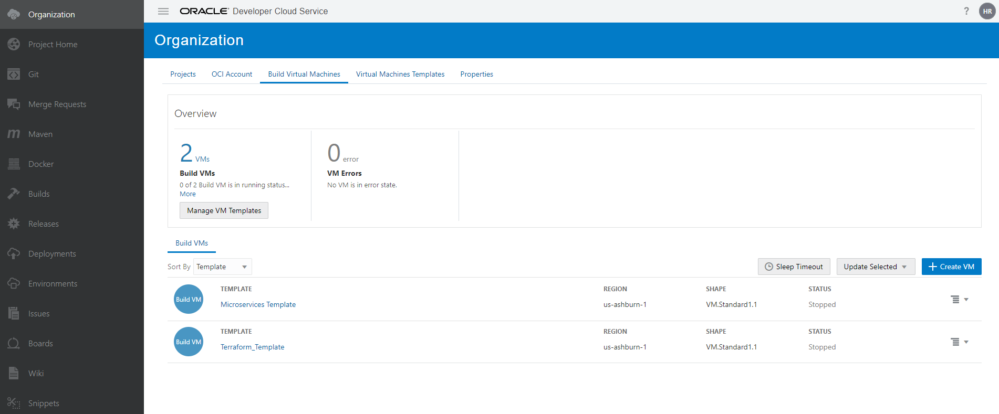 Organization
Project Home
Git
Merge Requests
Maven
Docker
Builds
Releases
Deployments
Environments
Issues
Boards
Wiki
Snippets
ORACLE® Developer Cloud Service
? HR
Organization
Projects OCI Account Build Virtual Machines Virtual Machines Templates Properties
Overview
2 VMs
Build VMs
0 of 2 Build VM is in running status...
More
Manage VM Templates
0 error
VM Errors
No VM is in error state.
Build VMs
Sort By Template
Sleep Timeout Update Selected Create VM
Build VM
TEMPLATE REGION SHAPE STATUS
Microservices Template us-ashburn-1 VM.Standard1.1 Stopped
Build VM
TEMPLATE REGION SHAPE STATUS
Terraform_Template us-ashburn-1 VM.Standard1.1 Stopped